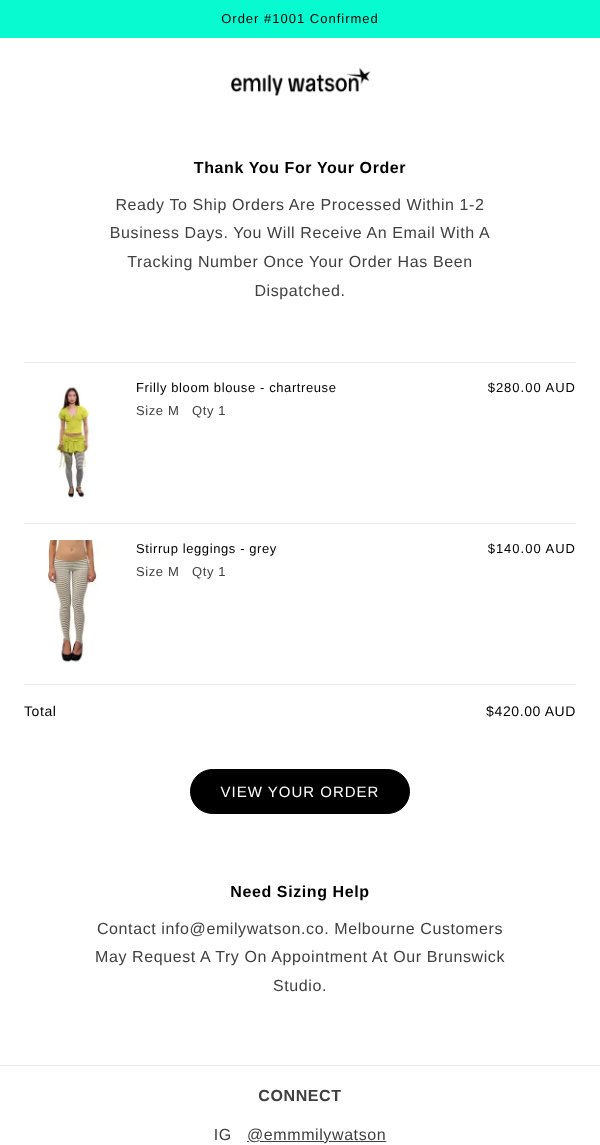 Order #1001 Confirmed
emily watson
Thank You For Your Order
Ready To Ship Orders Are Processed Within 1-2
Business Days. You Will Receive An Email With A
Tracking Number Once Your Order Has Been
Dispatched.
Frilly bloom blouse - chartreuse $280.00 AUD
Size M Qty 1
Stirrup leggings - grey $140.00 AUD
Size M Qty 1
Total $420.00 AUD
VIEW YOUR ORDER
Need Sizing Help
Contact info@emilywatson.co. Melbourne Customers
May Request A Try On Appointment At Our Brunswick
Studio.
CONNECT
IG @emmmilywatson